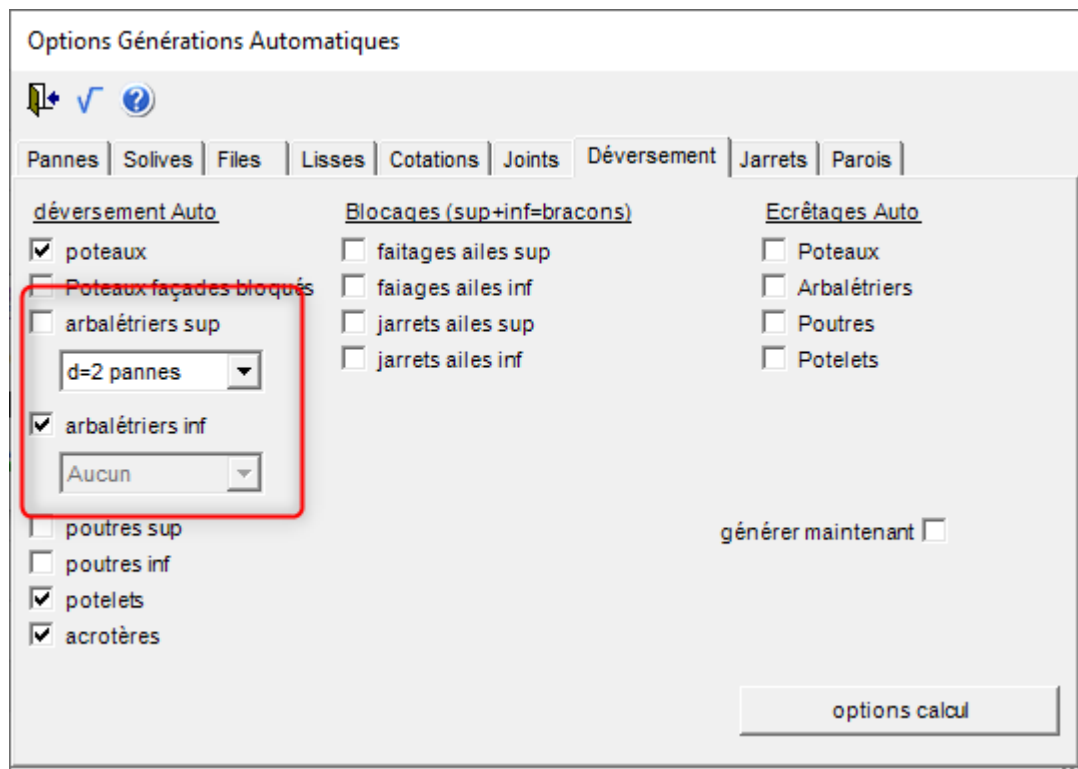 Options Générations Automatiques
Pannes Solives Files Lisses Cotations Joints Déversement Jarrets Parois
déversement Auto
poteaux
Poteaux façades bloqués
arbalétriers sup
d=2 pannes
arbalétriers inf
Aucun
poutres sup
poutres inf
potelets
acrotères
Blocages (sup+inf=bracons)
faitages ailes sup
faiages ailes inf
jarrets ailes sup
jarrets ailes inf
Ecrêtages Auto
Poteaux
Arbalétriers
Poutres
Potelets
générer maintenant
options calcul